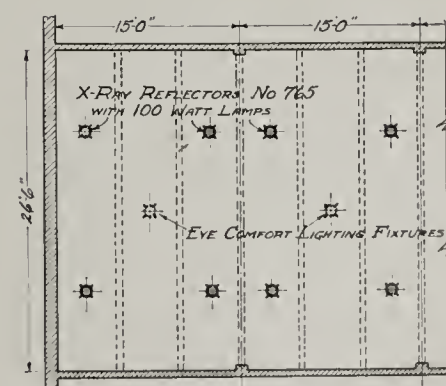 15'-0" 15'-0"
X-RAY REFLECTORS No 765
WITH 100 WATT LAMPS
26'-6"
EYE COMFORT LIGHTING FIXTURES